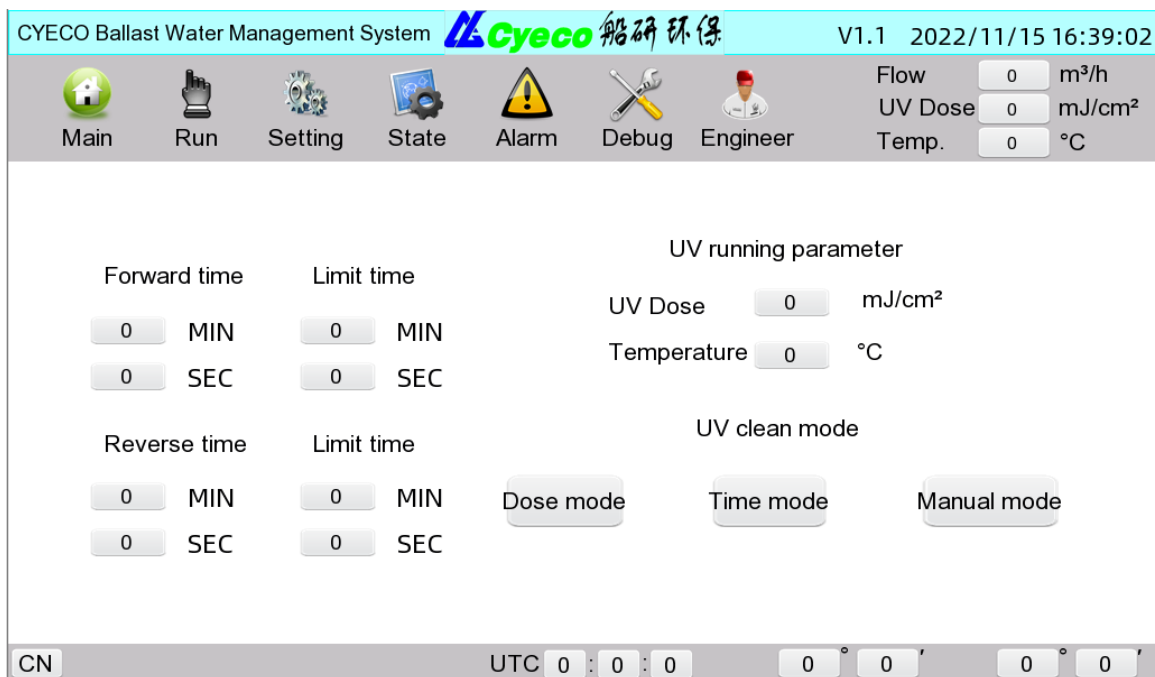 CYECO Ballast Water Management System Cyeco 船研环保 V1.1 2022/11/15 16:39:02
Main Run Setting State Alarm Debug Engineer
Flow 0 m³/h
UV Dose 0 mJ/cm²
Temp. 0 °C
Forward time Limit time
0 MIN 0 MIN
0 SEC 0 SEC
Reverse time Limit time
0 MIN 0 MIN
0 SEC 0 SEC
UV running parameter
UV Dose 0 mJ/cm²
Temperature 0 °C
UV clean mode
Dose mode Time mode Manual mode
CN UTC 0 : 0 : 0 0 ° 0 ′ 0 ° 0 ′